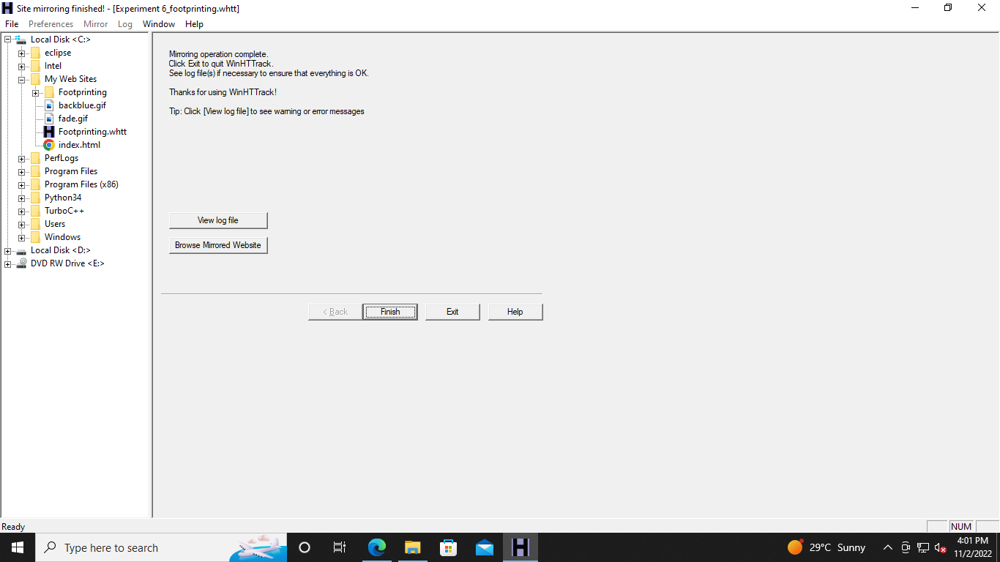 Site mirroring finished! - [Experiment 6_footprinting.whtt]
File Preferences Mirror Log Window Help
Local Disk <C:>
eclipse
Intel
My Web Sites
Footprinting
backblue.gif
fade.gif
Footprinting.whtt
index.html
PerfLogs
Program Files
Program Files (x86)
Python34
TurboC++
Users
Windows
Local Disk <D:>
DVD RW Drive <E:>
Mirroring operation complete.
Click Exit to quit WinHTTrack.
See log file(s) if necessary to ensure that everything is OK.
Thanks for using WinHTTrack!
Tip: Click [View log file] to see warning or error messages
View log file
Browse Mirrored Website
< Back Finish Exit Help
Ready NUM
Type here to search
29°C Sunny
4:01 PM
11/2/2022